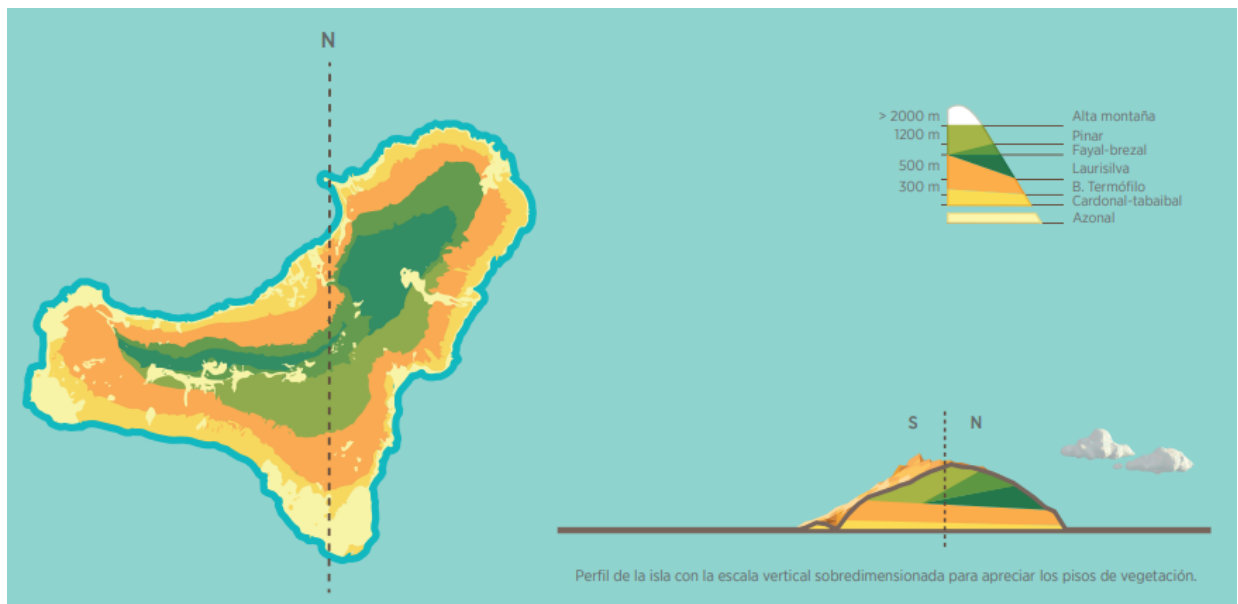 N
> 2000 m Alta montaña
1200 m Pinar
Fayal-brezal
500 m Laurisilva
300 m B. Termófilo
Cardonal-tabaibal
Azonal
S N
Perfil de la isla con la escala vertical sobredimensionada para apreciar los pisos de vegetación.